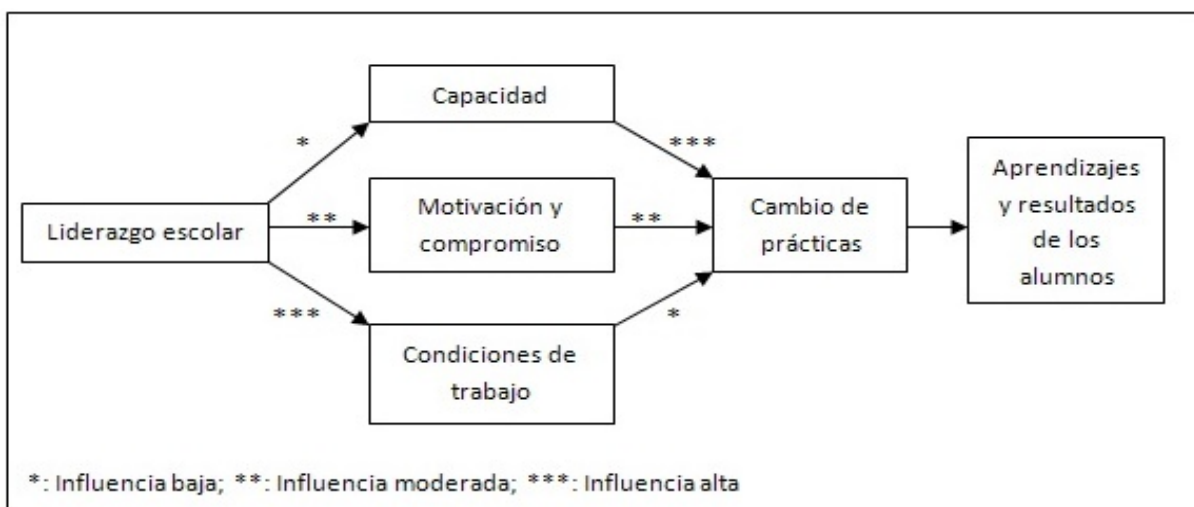 Capacidad
*
***
Liderazgo escolar
**
Motivación y
compromiso
**
Cambio de
prácticas
Aprendizajes
y resultados
de los
alumnos
***
Condiciones de
trabajo
*
*: Influencia baja; **: Influencia moderada; ***: Influencia alta